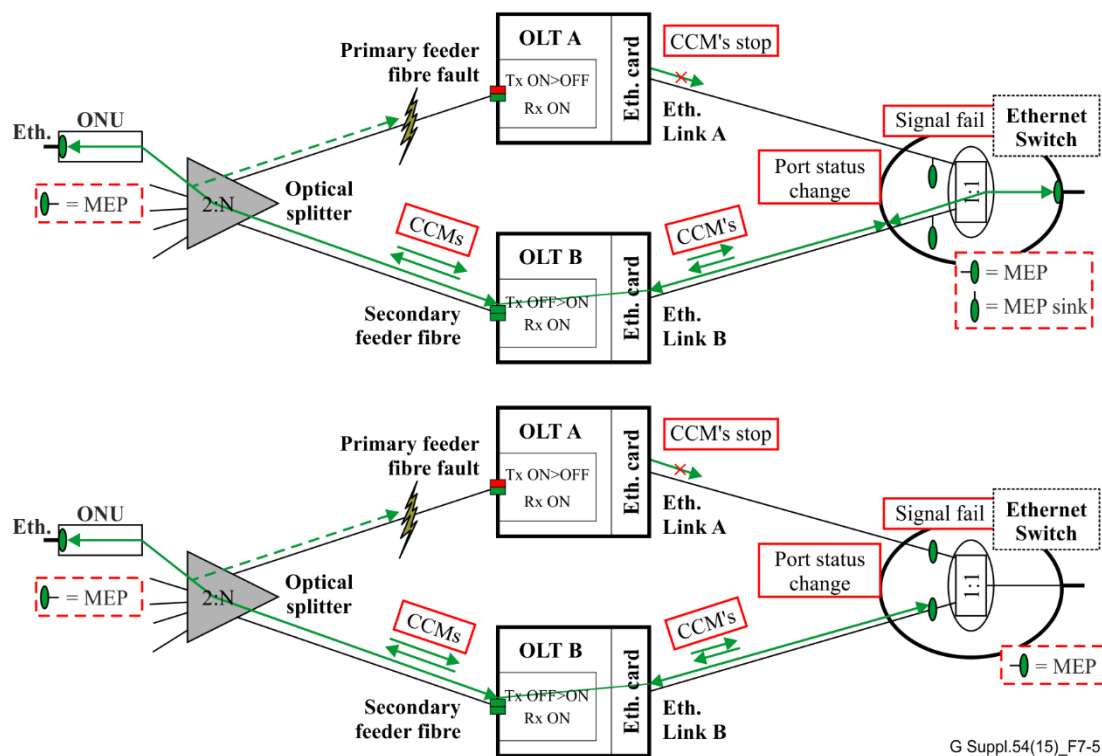 OLT A
CCM's stop
Primary feeder
fibre fault
Tx ON>OFF
Rx ON
Eth. card
Eth.
Link A
Signal fail
Ethernet
Switch
ONU
Eth.
Port status
change
1:1
= MEP
2:N
Optical
splitter
CCMs
CCM's
OLT B
Tx OFF>ON
Rx ON
Eth. card
Secondary
feeder fibre
Eth.
Link B
= MEP
= MEP sink
OLT A
CCM's stop
Primary feeder
fibre fault
Tx ON>OFF
Rx ON
Eth. card
Eth.
Link A
Signal fail
Ethernet
Switch
ONU
Eth.
Port status
change
1:1
= MEP
2:N
Optical
splitter
CCMs
CCM's
OLT B
Tx OFF>ON
Rx ON
Eth. card
Secondary
feeder fibre
Eth.
Link B
= MEP
G Suppl.54(15)_F7-5